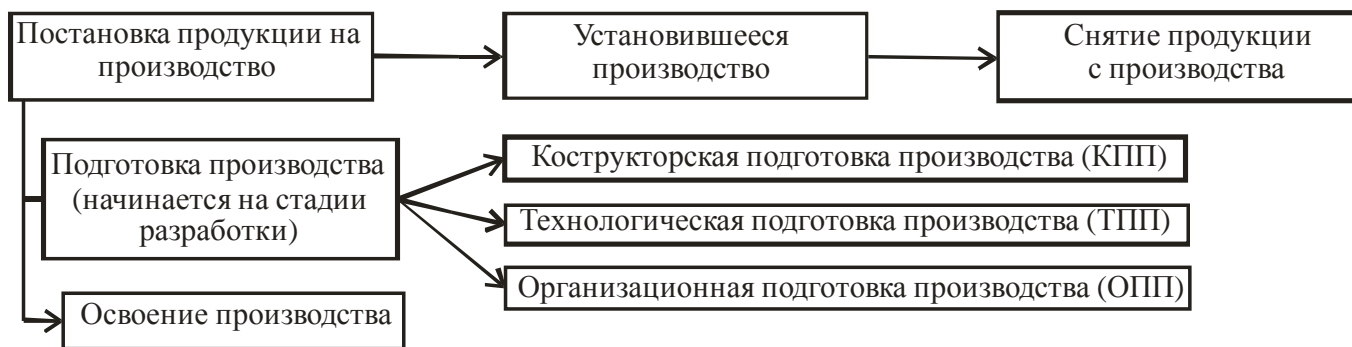 Постановка продукции на
производство
Установившееся
производство
Снятие продукции
с производства
Подготовка производства
(начинается на стадии
разработки)
Кострукторская подготовка производства (КПП)
Технологическая подготовка производства (ТПП)
Организационная подготовка производства (ОПП)
Освоение производства